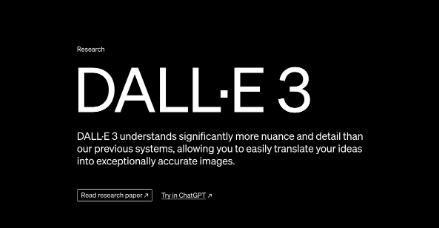 Research
DALL·E 3
DALL·E 3 understands significantly more nuance and detail than
our previous systems, allowing you to easily translate your ideas
into exceptionally accurate images.
Read research paper ↗ Try in ChatGPT ↗